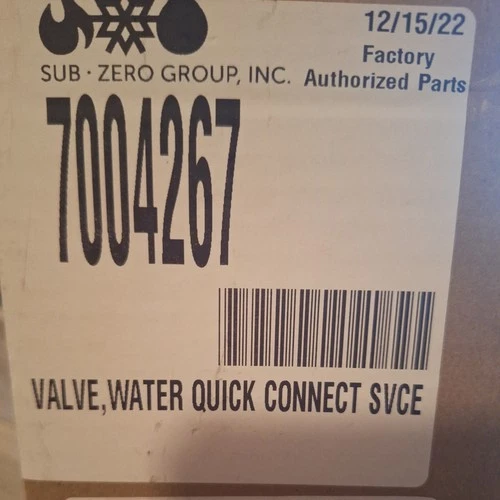 12/15/22
Factory
Authorized Parts
SUB · ZERO GROUP, INC.
7004267
VALVE,WATER QUICK CONNECT SVCE